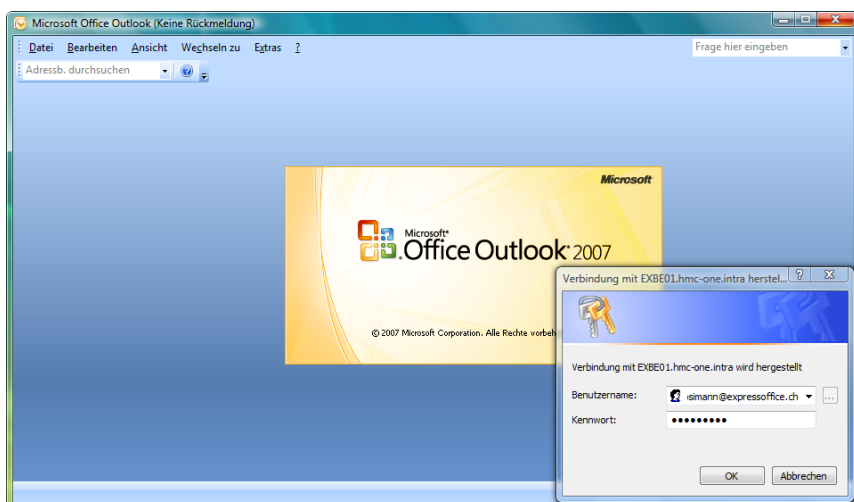 Microsoft Office Outlook (Keine Rückmeldung)
Datei Bearbeiten Ansicht Wechseln zu Extras ?
Frage hier eingeben
Adressb. durchsuchen
Microsoft
Microsoft®
Office Outlook® 2007
© 2007 Microsoft Corporation. Alle Rechte vorbeh
Verbindung mit EXBE01.hmc-one.intra herstel...
Verbindung mit EXBE01.hmc-one.intra wird hergestellt
Benutzername:
simann@expressoffice.ch
...
Kennwort:
•••••••••
OK
Abbrechen